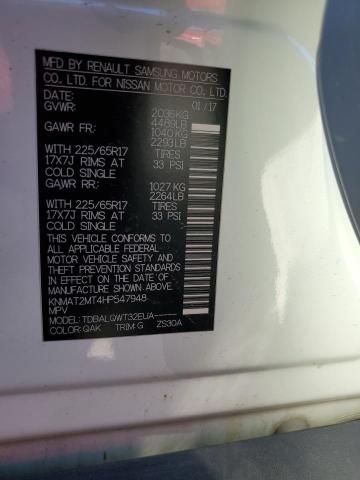 MFD BY RENAULT SAMSUNG MOTORS
CO. LTD. FOR NISSAN MOTOR CO., LTD.
DATE: 01/17
GVWR: 2036KG
4489LB
GAWR FR: 1040KG
2293LB
WITH 225/65R17 TIRES
17X7J RIMS AT 33 PSI
COLD SINGLE
GAWR RR: 1027 KG
2264LB
WITH 225/65R17 TIRES
17X7J RIMS AT 33 PSI
COLD SINGLE
THIS VEHICLE CONFORMS TO ALL
APPLICABLE FEDERAL
MOTOR VEHICLE SAFETY AND
THEFT PREVENTION
STANDARDS IN EFFECT ON THE DATE OF
MANUFACTURE SHOWN ABOVE.
KNMAT2MT4HP547948
MPV
MODEL: TDBALQWT32EUA-----
COLOR: QAK TRIM: G ZS30A